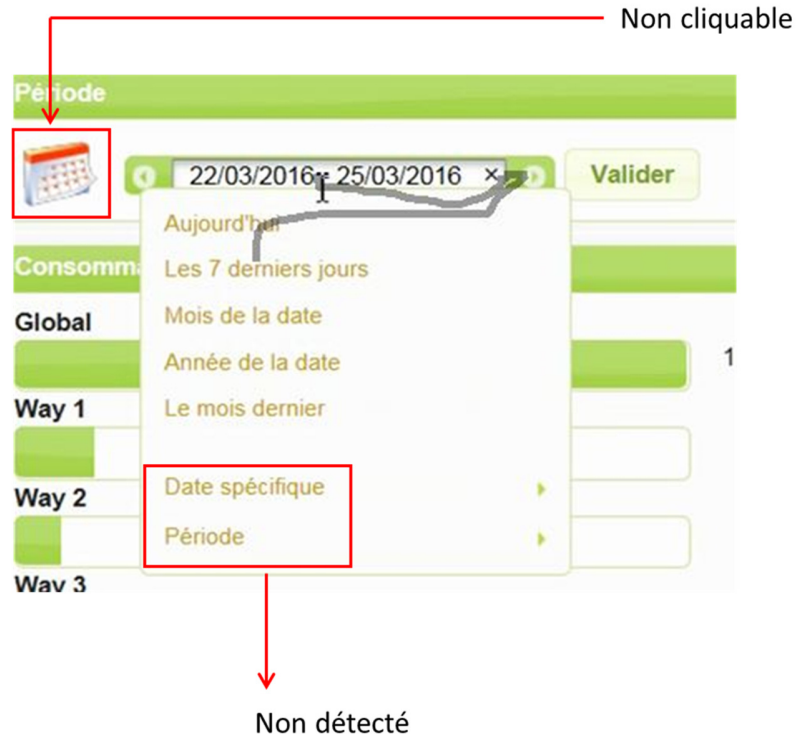 Non cliquable
Période
22/03/2016 - 25/03/2016 ×
Valider
Aujourd'hui
Consomma
Les 7 derniers jours
Global
Mois de la date
Année de la date
1
Way 1
Le mois dernier
Way 2
Date spécifique
Période
Way 3
Non détecté